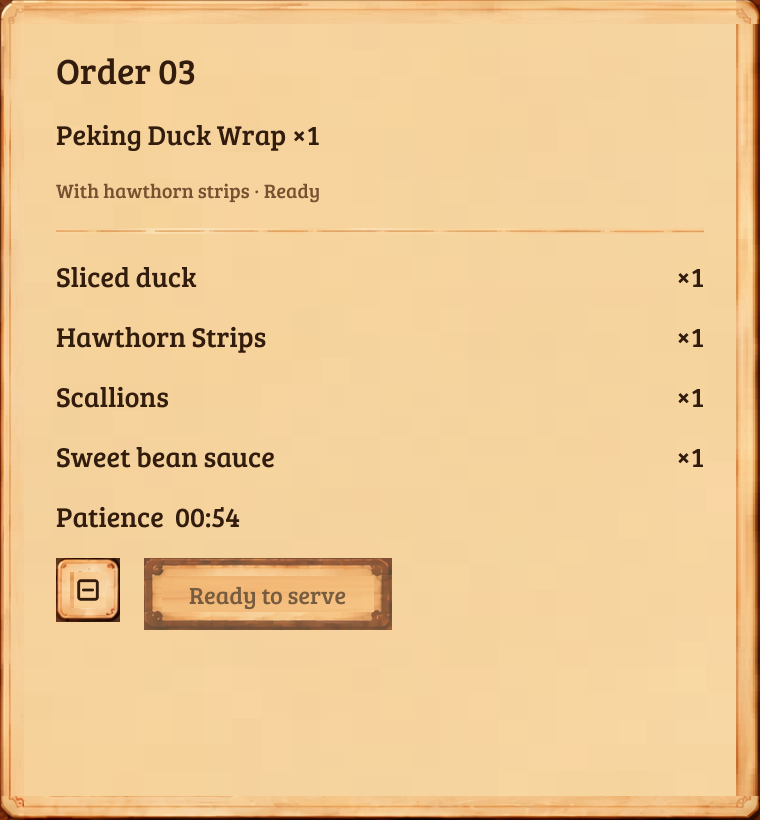 Order 03
Peking Duck Wrap ×1
With hawthorn strips · Ready
Sliced duck ×1
Hawthorn Strips ×1
Scallions ×1
Sweet bean sauce ×1
Patience 00:54
Ready to serve